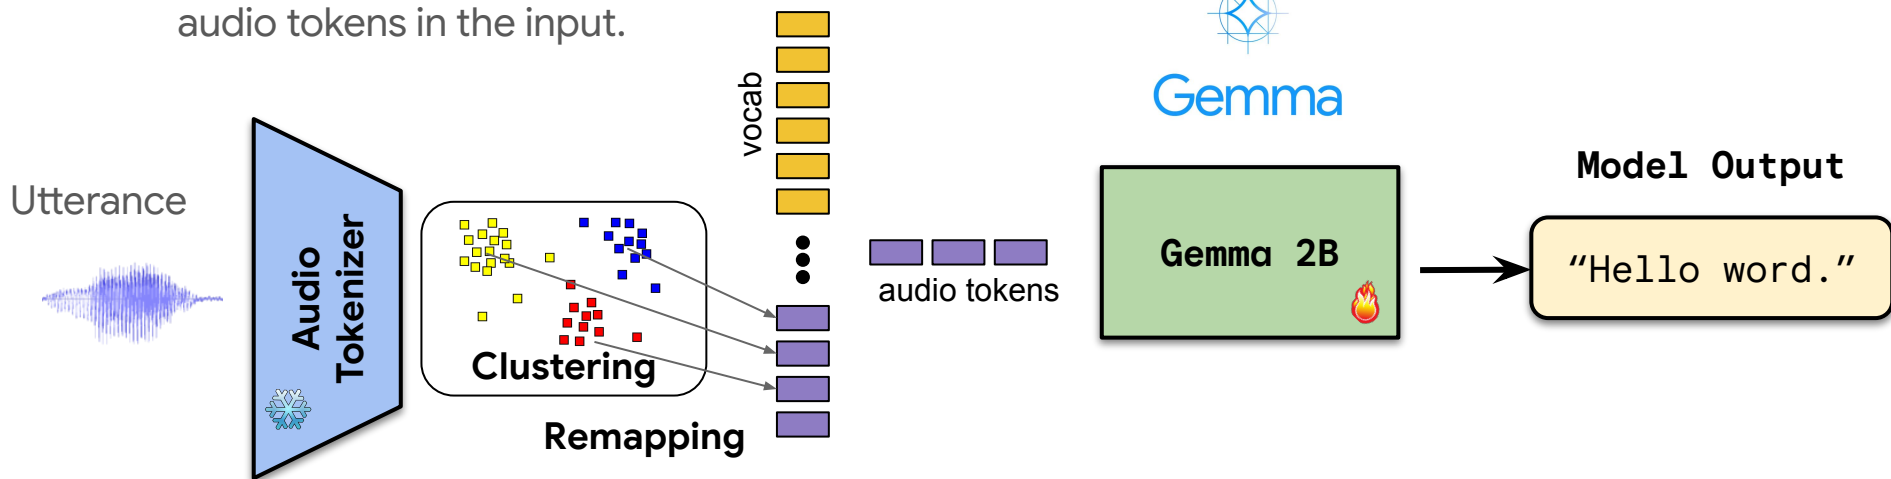 audio tokens in the input.
vocab
Gemma
Utterance
Audio
Tokenizer
Clustering
Remapping
audio tokens
Gemma 2B
Model Output
“Hello word.”